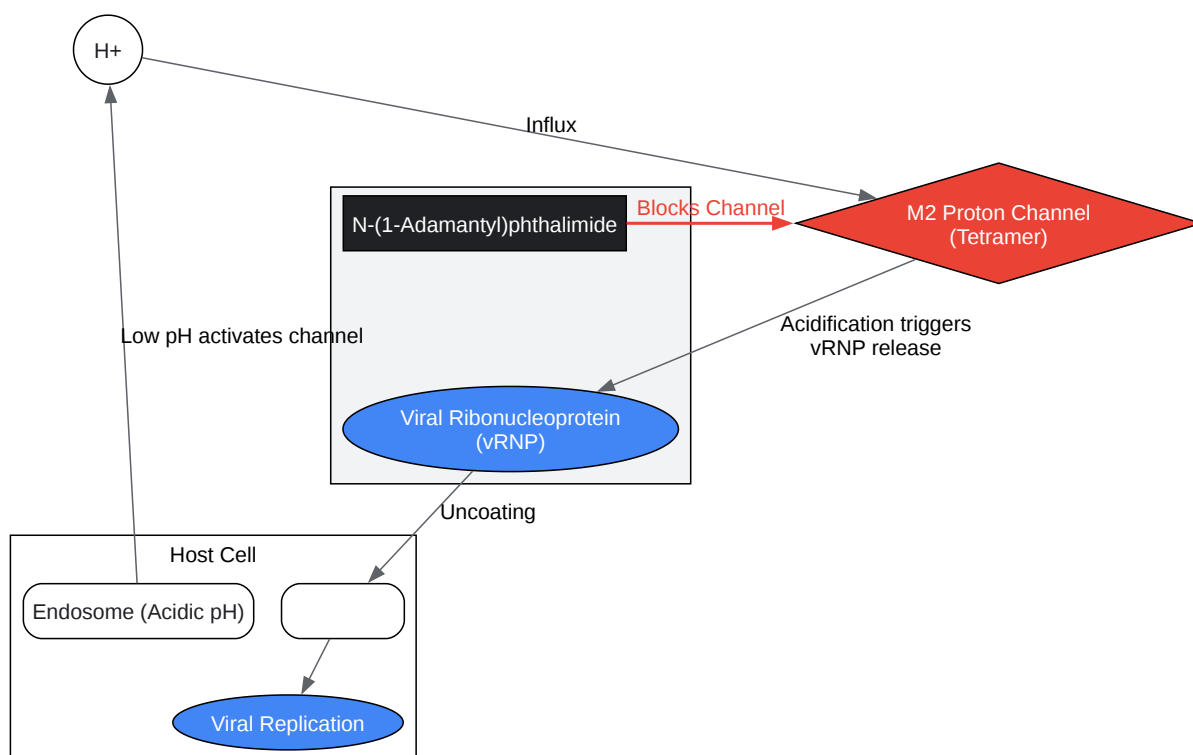 H+
Influx
N-(1-Adamantyl)phthalimide
Blocks Channel
M2 Proton Channel
(Tetramer)
Low pH activates channel
Acidification triggers
vRNP release
Viral Ribonucleoprotein
(vRNP)
Uncoating
Host Cell
Endosome (Acidic pH)
Viral Replication